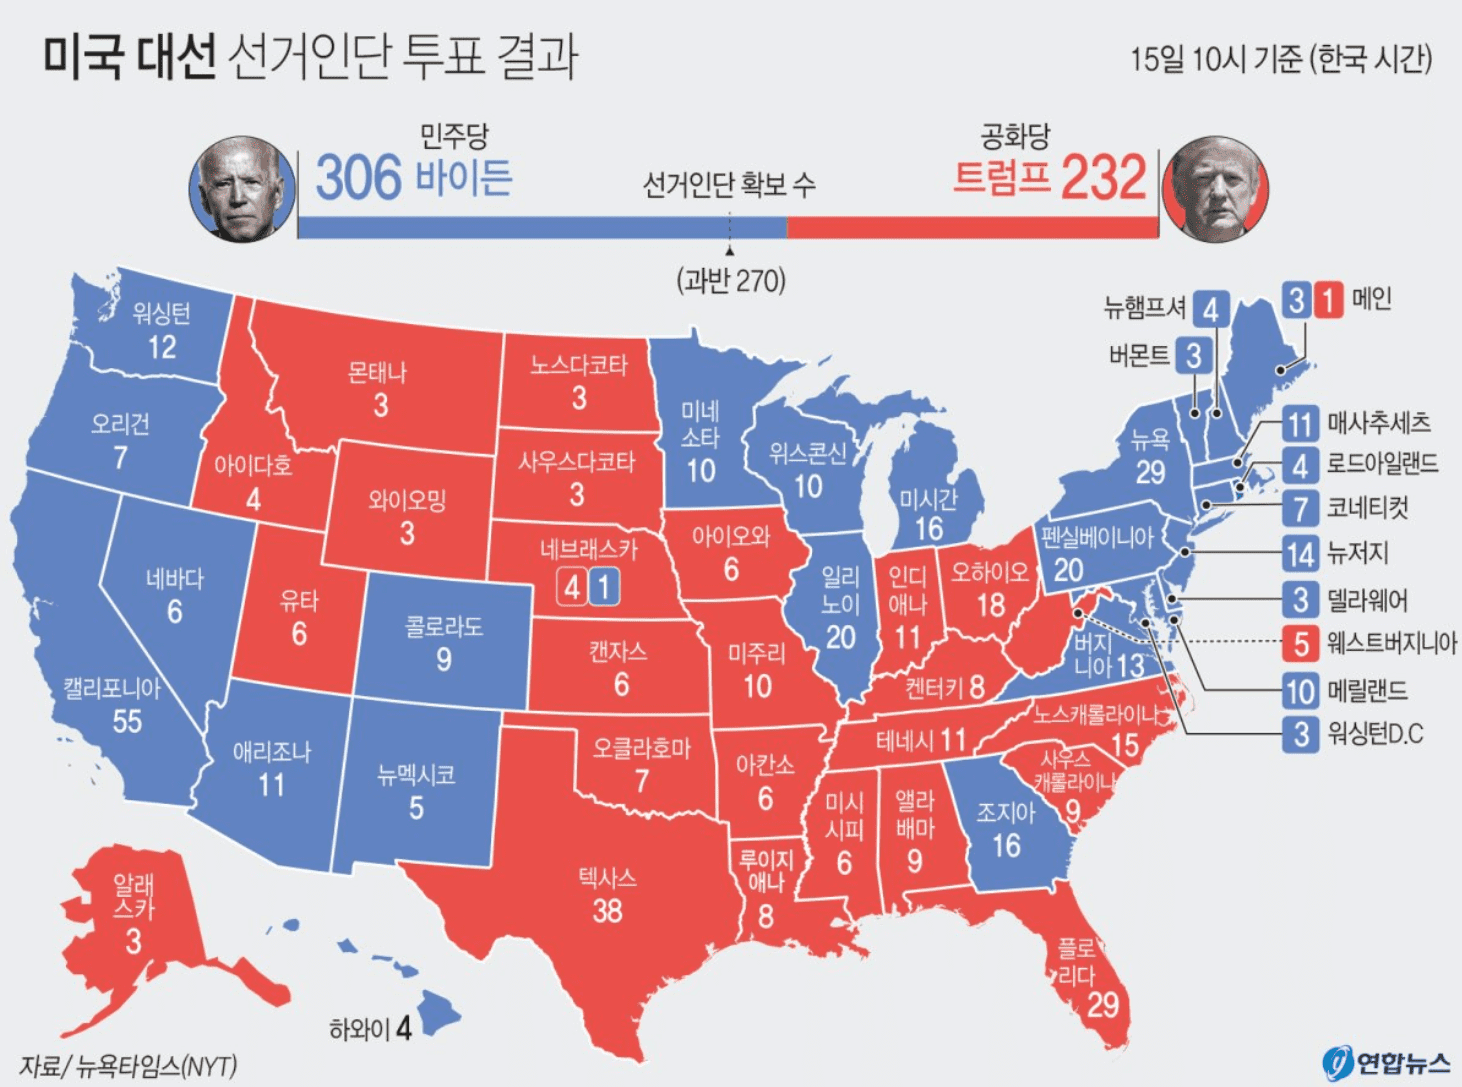 미국 대선 선거인단 투표 결과
15일 10시 기준 (한국 시간)
민주당
306 바이든
선거인단 확보 수
(과반 270)
공화당
트럼프 232
워싱턴
12
오리건
7
캘리포니아
55
네바다
6
아이다호
4
몬태나
3
와이오밍
3
유타
6
콜로라도
9
애리조나
11
뉴멕시코
5
노스다코타
3
사우스다코타
3
네브래스카
4 1
캔자스
6
오클라호마
7
텍사스
38
미네
소타
10
아이오와
6
미주리
10
아칸소
6
루이지
애나
8
위스콘신
10
일리
노이
20
미시간
16
인디
애나
11
오하이오
18
켄터키 8
테네시 11
미시
시피
6
앨라
배마
9
조지아
16
플로
리다
29
사우스
캐롤라이나
9
노스캐롤라이나
15
버지
니아 13
펜실베이니아
20
뉴욕
29
뉴햄프셔 4
버몬트 3
3 1 메인
11 매사추세츠
4 로드아일랜드
7 코네티컷
14 뉴저지
3 델라웨어
5 웨스트버지니아
10 메릴랜드
3 워싱턴D.C
알래
스카
3
하와이 4
자료/ 뉴욕타임스(NYT)
연합뉴스